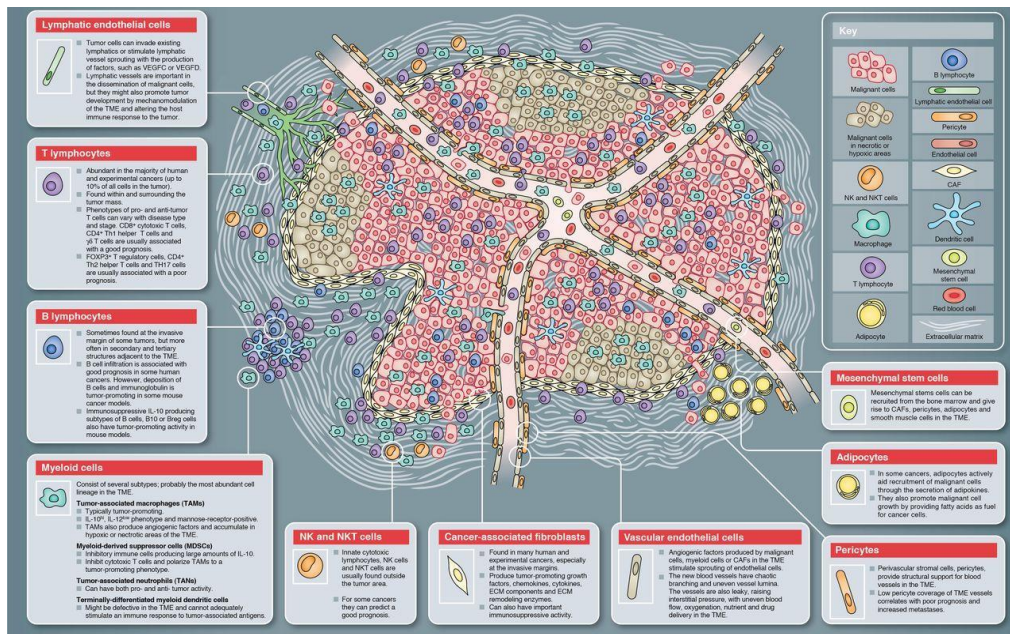 Lymphatic endothelial cells
Tumor cells can invade existing
lymphatics or stimulate lymphatic
vessel sprouting with the production
of factors, such as VEGFC or VEGFD.
Lymphatic vessels are important in
the dissemination of malignant cells,
but they might also promote tumor
development by mechanomodulation
of the TME and altering the host
immune response to the tumor.
T lymphocytes
Abundant in the majority of human
and experimental cancers (up to
10% of all cells in the tumor).
Found within and surrounding the
tumor mass.
Phenotypes of pro- and anti-tumor
T cells can vary with disease type
and stage. CD8+ cytotoxic T cells,
CD4+ Th1 helper T cells and
γδ T cells are usually associated
with a good prognosis.
FOXP3+ T regulatory cells, CD4+
Th2 helper T cells and TH17 cells
are usually associated with a poor
prognosis.
B lymphocytes
Sometimes found at the invasive
margin of some tumors, but more
often in secondary and tertiary
structures adjacent to the TME.
B cell infiltration is associated with
good prognosis in some human
cancers. However, deposition of
B cells and immunoglobulin is
tumor-promoting in some mouse
cancer models.
Immunosuppressive IL-10 producing
subtypes of B cells, B10 or Breg cells
also have tumor-promoting activity in
mouse models.
Myeloid cells
Consist of several subtypes; probably the most abundant cell
lineage in the TME.
Tumor-associated macrophages (TAMs)
Typically tumor-promoting.
IL-10hi, IL-12low phenotype and mannose-receptor-positive.
TAMs also produce angiogenic factors and accumulate in
hypoxic or necrotic areas of the TME.
Myeloid-derived suppressor cells (MDSCs)
Inhibitory immune cells producing large amounts of IL-10.
Inhibit cytotoxic T cells and polarize TAMs to a
tumor-promoting phenotype.
Tumor-associated neutrophils (TANs)
Can have both pro- and anti- tumor activity.
Terminally-differentiated myeloid dendritic cells
Might be defective in the TME and cannot adequately
stimulate an immune response to tumor-associated antigens.
NK and NKT cells
Innate cytotoxic
lymphocytes, NK cells
and NKT cells are
usually found outside
the tumor area.
For some cancers
they can predict a
good prognosis.
Cancer-associated fibroblasts
Found in many human and
experimental cancers, especially
at the invasive margins.
Produce tumor-promoting growth
factors, chemokines, cytokines,
ECM components and ECM
remodeling enzymes.
Can also have important
immunosuppressive activity.
Vascular endothelial cells
Angiogenic factors produced by malignant
cells, myeloid cells or CAFs in the TME
stimulate sprouting of endothelial cells.
The new blood vessels have chaotic
branching and uneven vessel lumina.
The vessels are also leaky, raising
interstitial pressure, with uneven blood
flow, oxygenation, nutrient and drug
delivery in the TME.
Key
Malignant cells
Malignant cells
in necrotic or
hypoxic areas
NK and NKT cells
Macrophage
T lymphocyte
Adipocyte
B lymphocyte
Lymphatic endothelial cell
Pericyte
Endothelial cell
CAF
Dendritic cell
Mesenchymal
stem cell
Red blood cell
Extracellular matrix
Mesenchymal stem cells
Mesenchymal stems cells can be
recruited from the bone marrow and give
rise to CAFs, pericytes, adipocytes and
smooth muscle cells in the TME.
Adipocytes
In some cancers, adipocytes actively
aid recruitment of malignant cells
through the secretion of adipokines.
They also promote malignant cell
growth by providing fatty acids as fuel
for cancer cells.
Pericytes
Perivascular stromal cells, pericytes,
provide structural support for blood
vessels in the TME.
Low pericyte coverage of TME vessels
correlates with poor prognosis and
increased metastases.